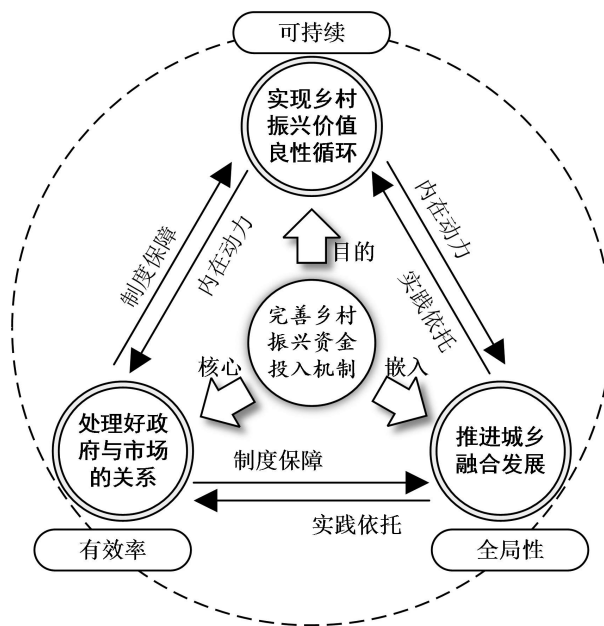 可持续
实现乡村
振兴价值
良性循环
制度保障
内在动力
内在动力
实践依托
目的
完善乡村
振兴资金
投入机制
核心
嵌入
处理好政
府与市场
的关系
推进城乡
融合发展
制度保障
实践依托
有效率
全局性